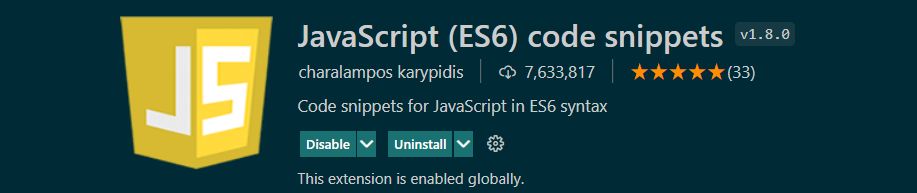 JS
JavaScript (ES6) code snippets v1.8.0
charalampos karypidis 7,633,817 ★★★★★(33)
Code snippets for JavaScript in ES6 syntax
Disable Uninstall
This extension is enabled globally.